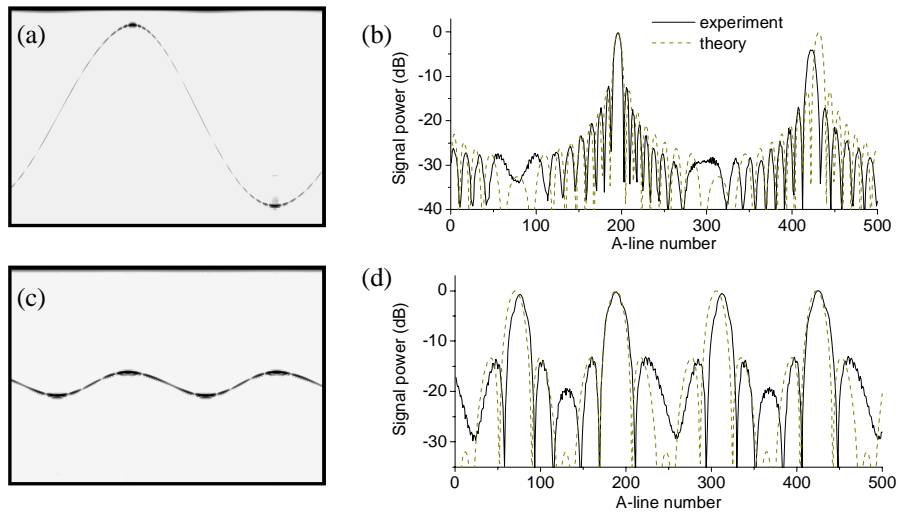 (a)
(b)
experiment
theory
Signal power (dB)
0
-10
-20
-30
-40
0 100 200 300 400 500
A-line number
(c)
(d)
Signal power (dB)
0
-10
-20
-30
0 100 200 300 400 500
A-line number